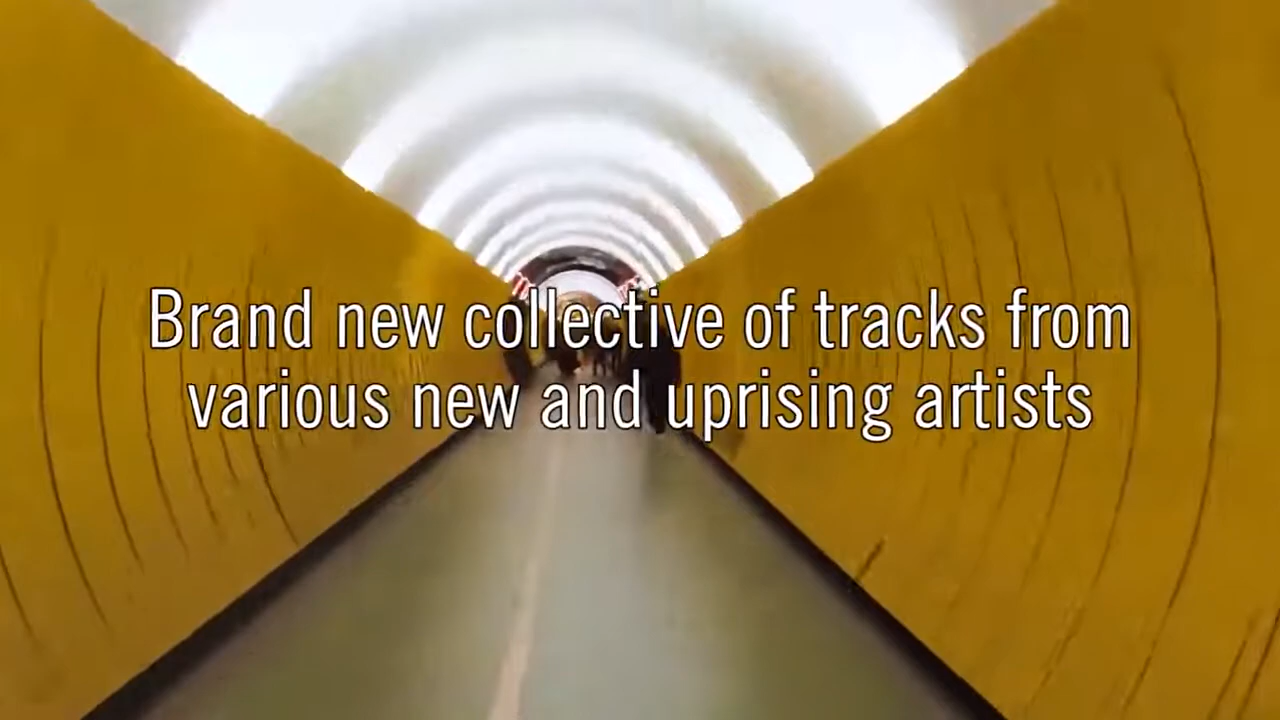 Brand new collective of tracks from
various new and uprising artists